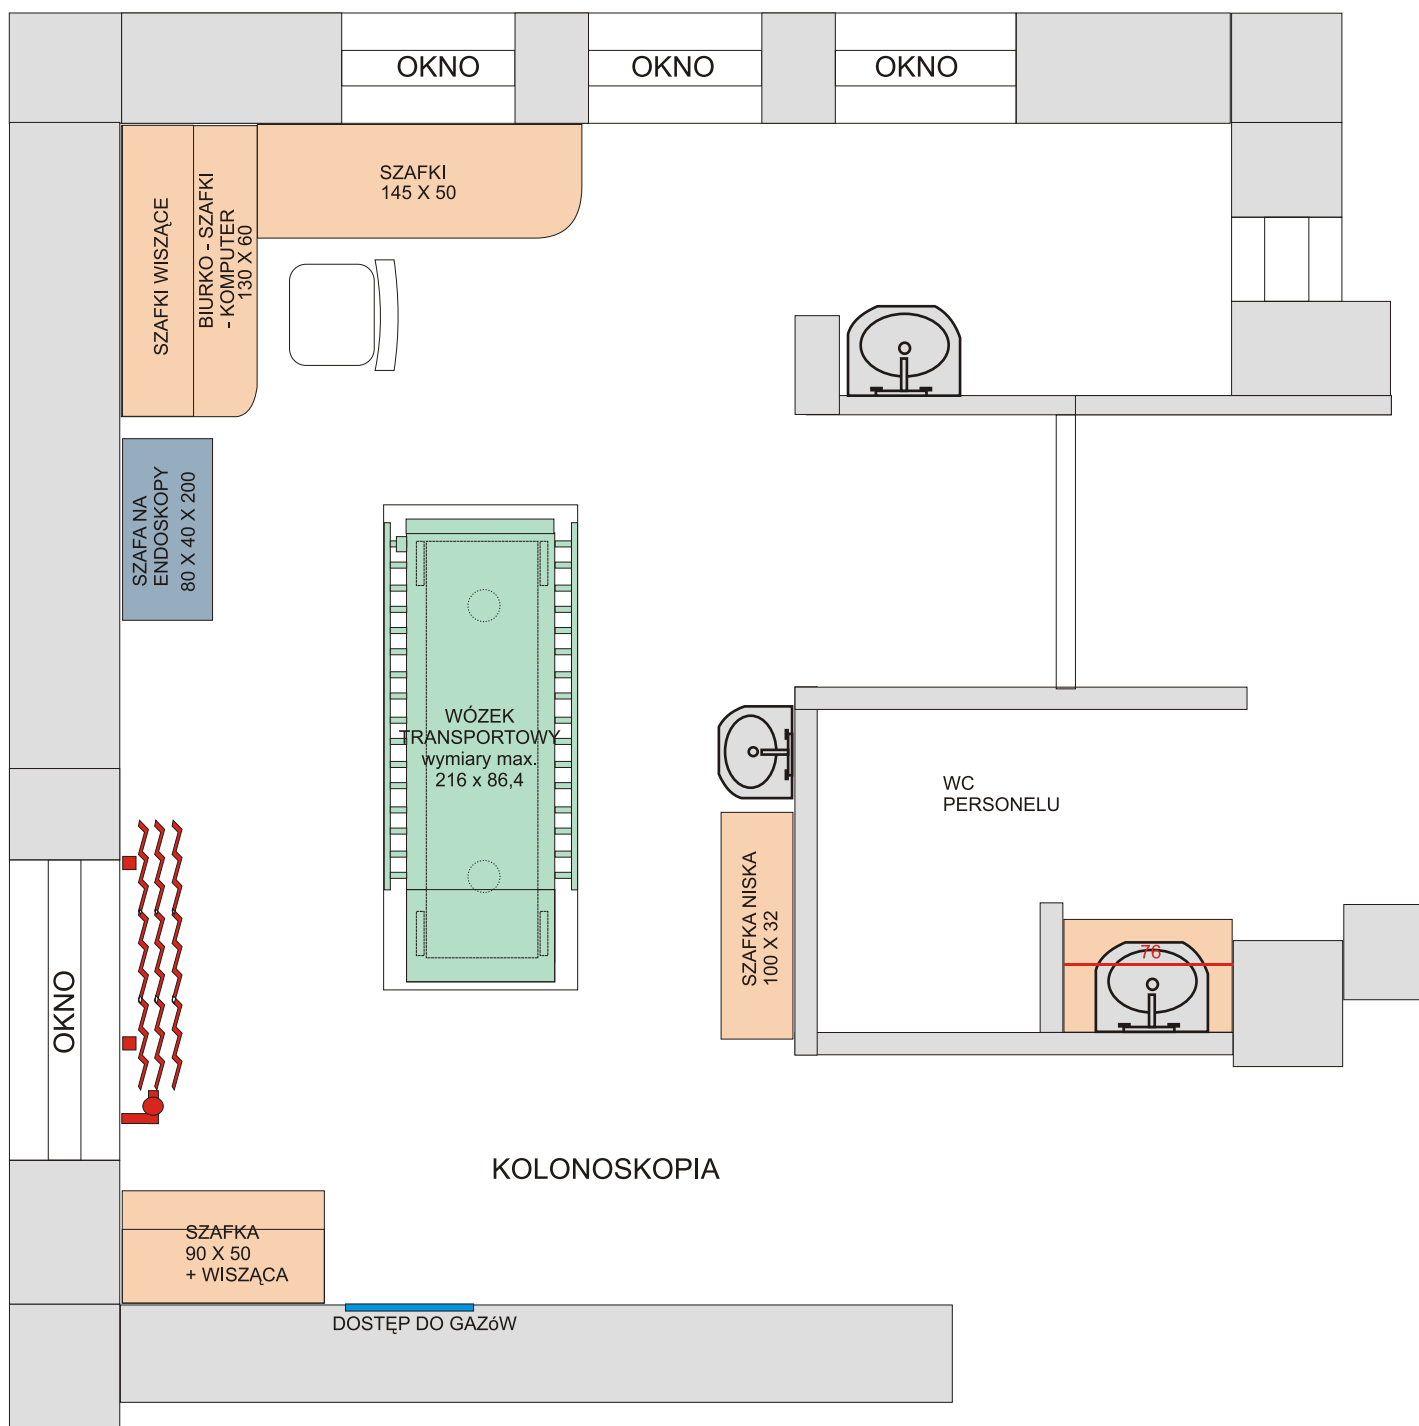 OKNO
OKNO
OKNO
SZAFKI
145 X 50
SZAFKI WISZĄCE
BIURKO - SZAFKI
- KOMPUTER
130 X 60
SZAFA NA
ENDOSKOPY
80 X 40 X 200
WÓZEK
TRANSPORTOWY
wymiary max.
216 x 86,4
WC
PERSONELU
SZAFKA NISKA
100 X 32
76
OKNO
KOLONOSKOPIA
SZAFKA
90 X 50
+ WISZĄCA
DOSTĘP DO GAZóW